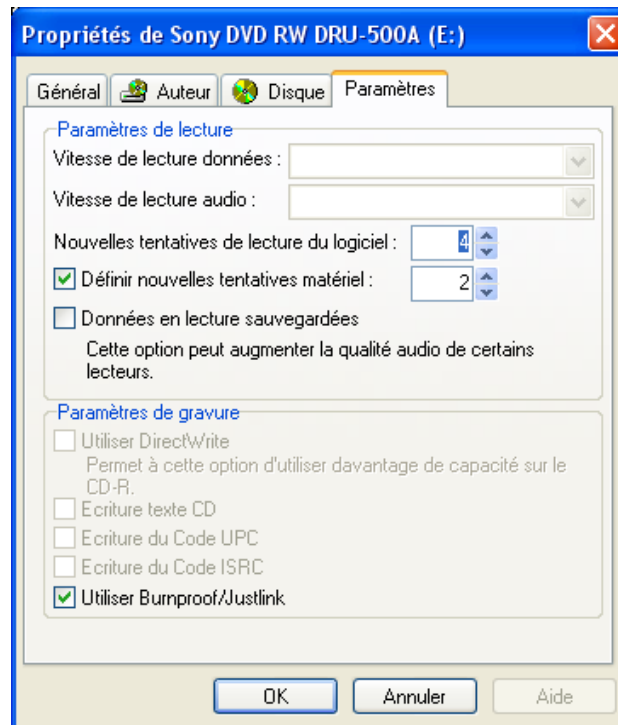 Propriétés de Sony DVD RW DRU-500A (E:)
Général Auteur Disque Paramètres
Paramètres de lecture
Vitesse de lecture données :
Vitesse de lecture audio :
Nouvelles tentatives de lecture du logiciel : 4
Définir nouvelles tentatives matériel : 2
Données en lecture sauvegardées
Cette option peut augmenter la qualité audio de certains
lecteurs.
Paramètres de gravure
Utiliser DirectWrite
Permet à cette option d'utiliser davantage de capacité sur le
CD-R.
Ecriture texte CD
Ecriture du Code UPC
Ecriture du Code ISRC
Utiliser Burnproof/Justlink
OK Annuler Aide